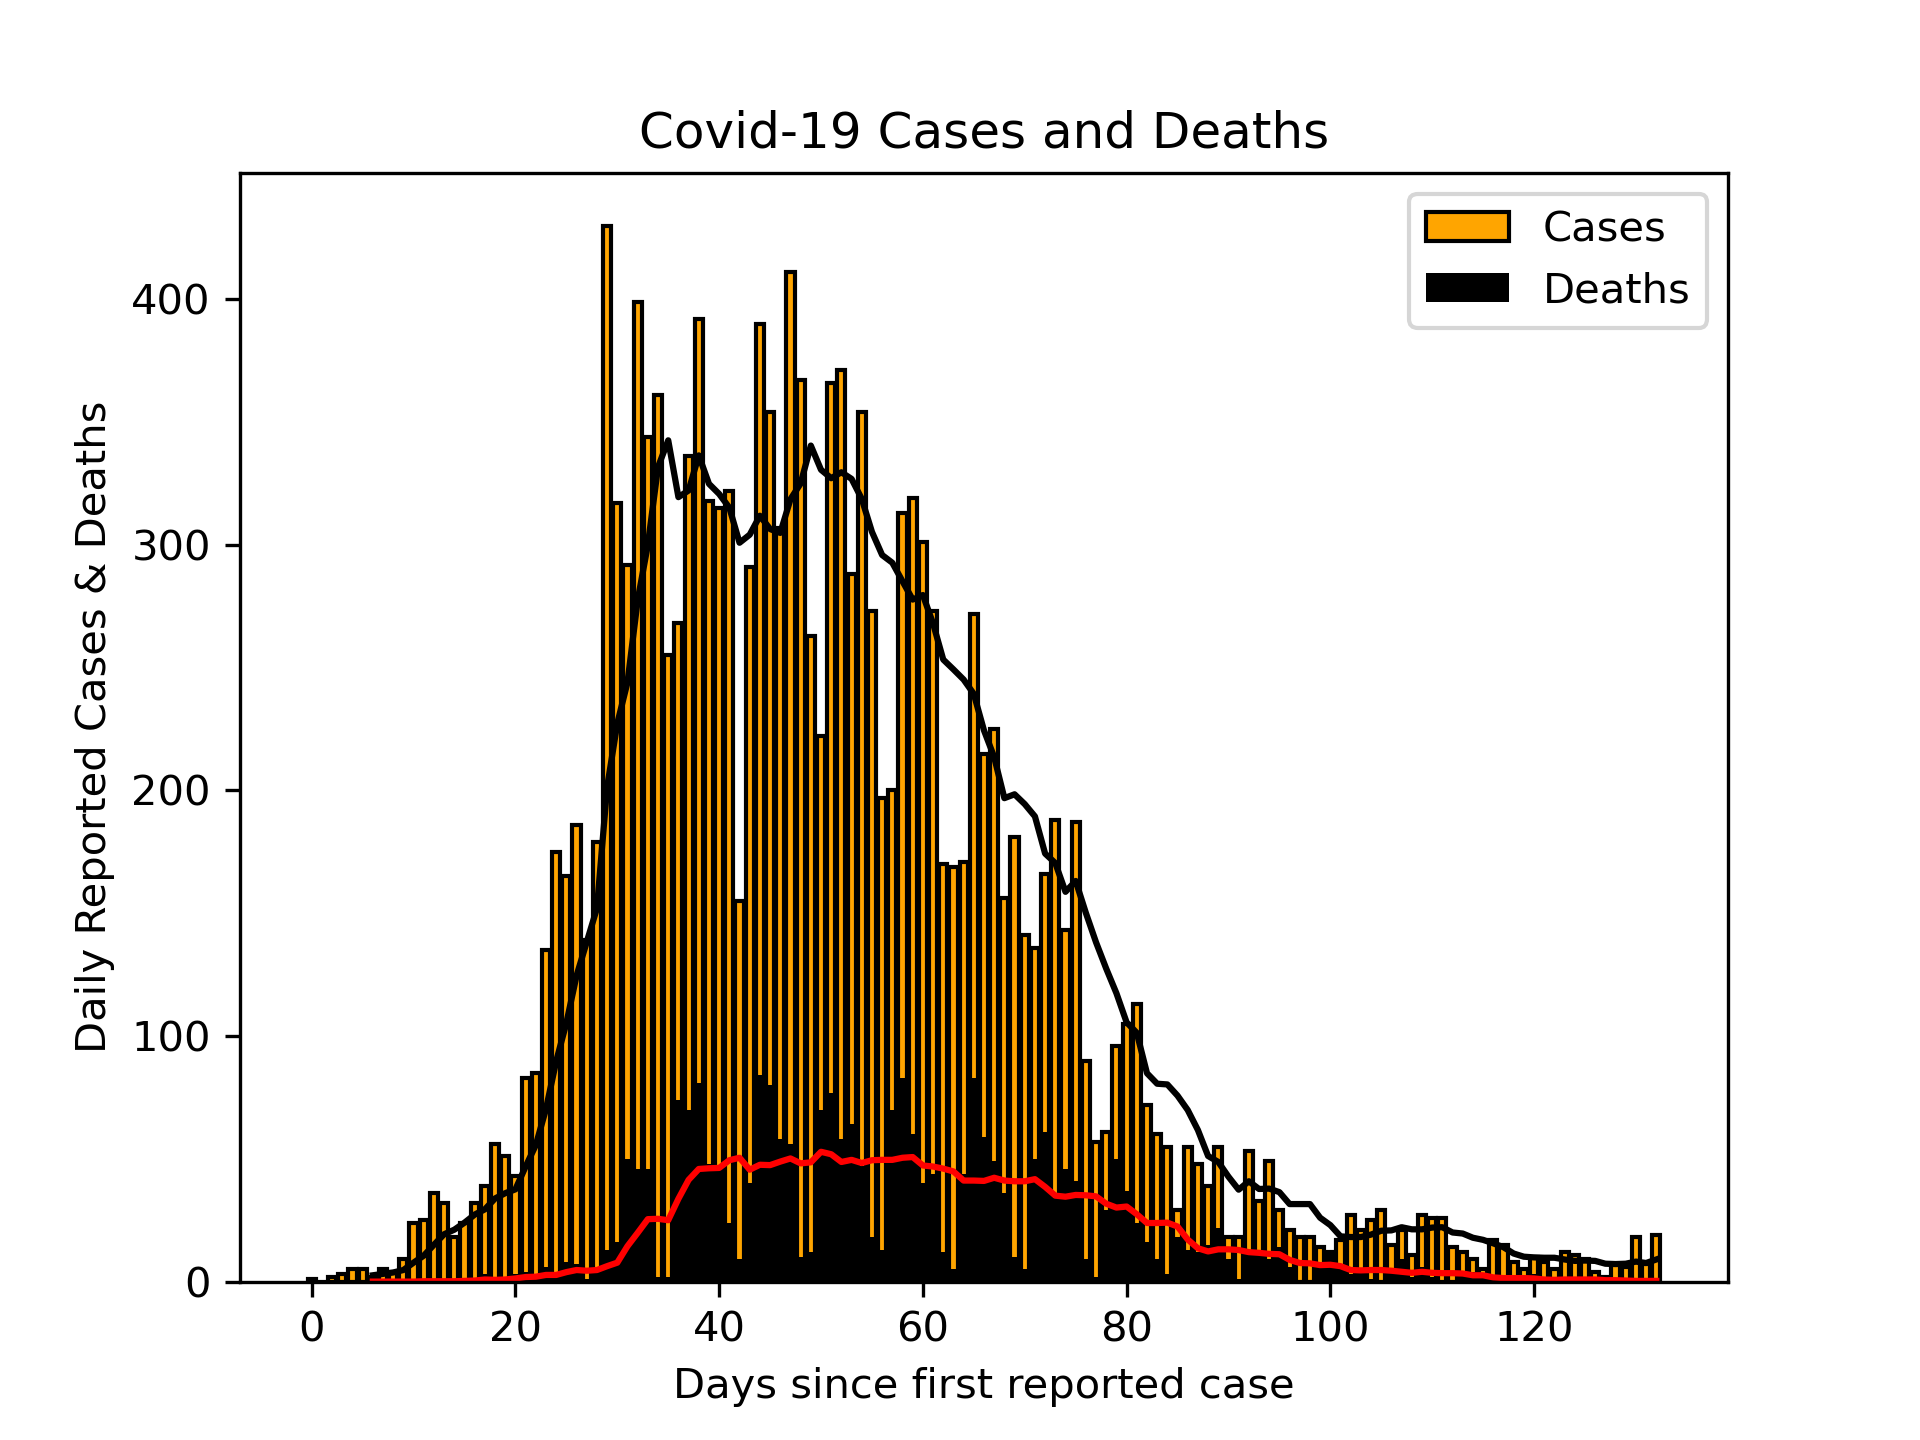 Covid-19 Cases and Deaths
Cases
Deaths
Daily Reported Cases & Deaths
400
300
200
100
0
0 20 40 60 80 100 120
Days since first reported case